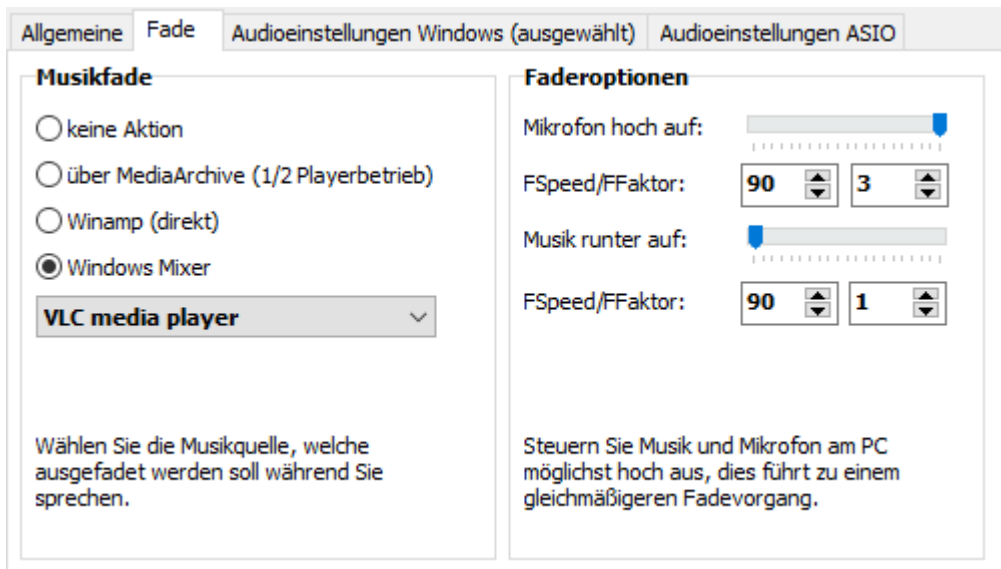 Allgemeine Fade Audioeinstellungen Windows (ausgewählt) Audioeinstellungen ASIO
Musikfade
keine Aktion
über MediaArchive (1/2 Playerbetrieb)
Winamp (direkt)
Windows Mixer
VLC media player
Wählen Sie die Musikquelle, welche
ausgefadet werden soll während Sie
sprechen.
Faderoptionen
Mikrofon hoch auf:
FSpeed/FFaktor: 90 3
Musik runter auf:
FSpeed/FFaktor: 90 1
Steuern Sie Musik und Mikrofon am PC
möglichst hoch aus, dies führt zu einem
gleichmäßigeren Fadevorgang.